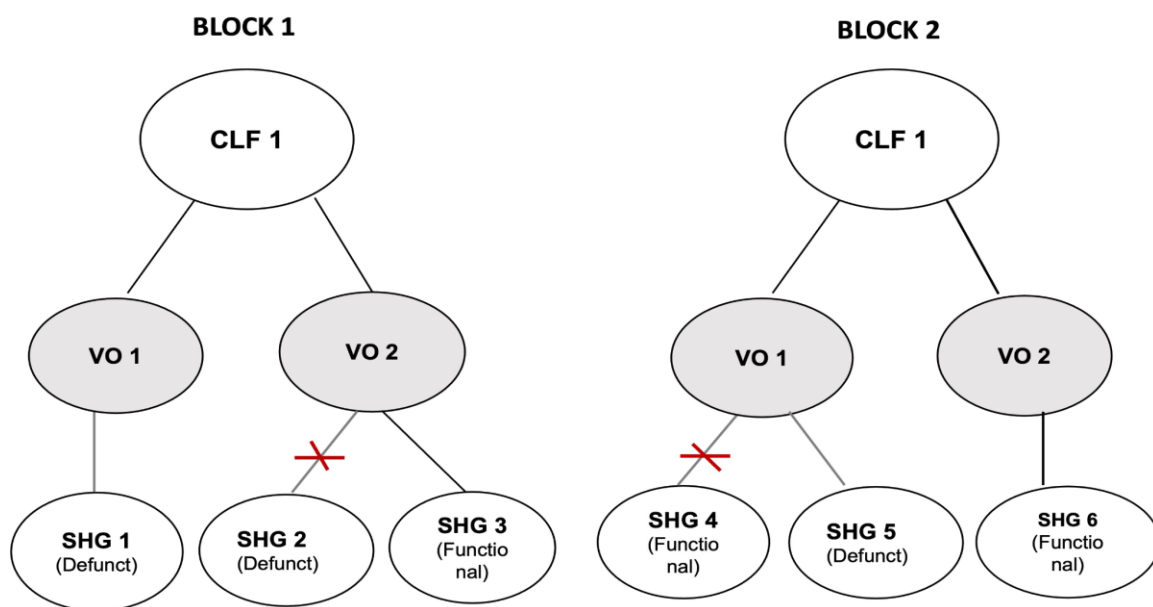 BLOCK 1
CLF 1
VO 1
VO 2
SHG 1
(Defunct)
SHG 2
(Defunct)
SHG 3
(Functio
nal)
BLOCK 2
CLF 1
VO 1
VO 2
SHG 4
(Functio
nal)
SHG 5
(Defunct)
SHG 6
(Functio
nal)